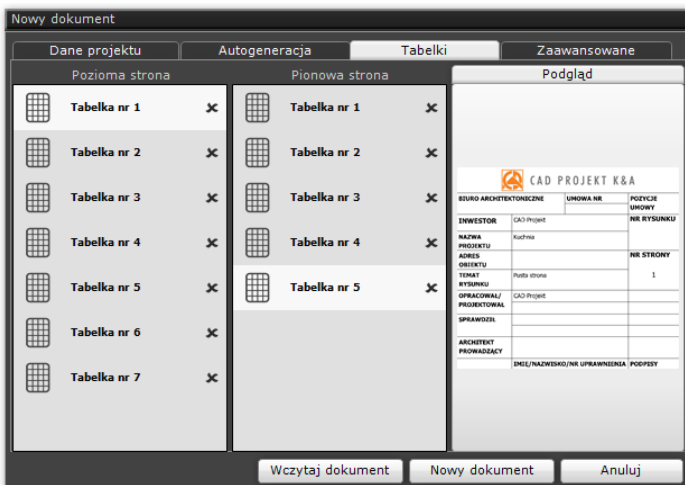 Nowy dokument
Dane projektu Autogeneracja Tabelki Zaawansowane
Pozioma strona
Tabelka nr 1
Tabelka nr 2
Tabelka nr 3
Tabelka nr 4
Tabelka nr 5
Tabelka nr 6
Tabelka nr 7
Pionowa strona
Tabelka nr 1
Tabelka nr 2
Tabelka nr 3
Tabelka nr 4
Tabelka nr 5
Podgląd
CAD PROJEKT K&A
BIURO ARCHITEKTONICZNE UMOWA NR POZYCJE
UMOWY
INWESTOR CAD Projekt NR RYSUNKU
NAZWA Kuchnia
PROJEKTU
ADRES NR STRONY
OBIEKTU
TEMAT Pusta strona 1
RYSUNKU
OPRACOWAL/ CAD Projekt
PROJEKTOWAL
SPRAWDZIL
ARCHITEKT
PROWADZĄCY
IMIE/NAZWISKO/NR UPRAWNIENIA PODPISY
Wczytaj dokument Nowy dokument Anuluj